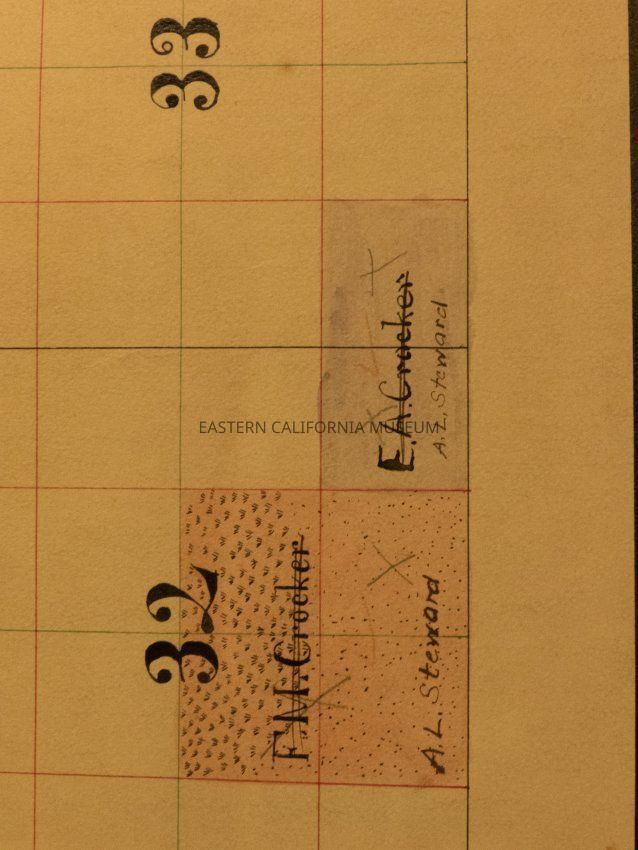 33
E.A. Crocker
A.L. Steward
EASTERN CALIFORNIA MUSEUM
32
F.M. Crocker
A.L. Steward